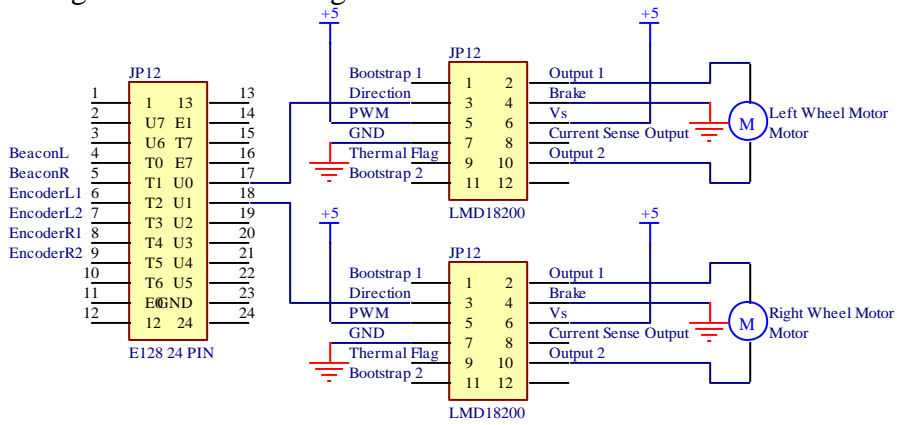 JP12
1 1 13 13
2 U7 E1 14
3 U6 T7 15
BeaconL 4 T0 E7 16
BeaconR 5 T1 U0 17
EncoderL1 6 T2 U1 18
EncoderL2 7 T3 U2 19
EncoderR1 8 T4 U3 20
EncoderR2 9 T5 U4 21
10 T6 U5 22
11 E0 GND 23
12 12 24 24
E128 24 PIN
+5 +5
JP12
Bootstrap 1 1 2 Output 1
Direction 3 4 Brake
PWM 5 6 Vs
GND 7 8 Current Sense Output
Thermal Flag 9 10 Output 2
Bootstrap 2 11 12
LMD18200
M Left Wheel Motor
Motor
+5 +5
JP12
Bootstrap 1 1 2 Output 1
Direction 3 4 Brake
PWM 5 6 Vs
GND 7 8 Current Sense Output
Thermal Flag 9 10 Output 2
Bootstrap 2 11 12
LMD18200
M Right Wheel Motor
Motor